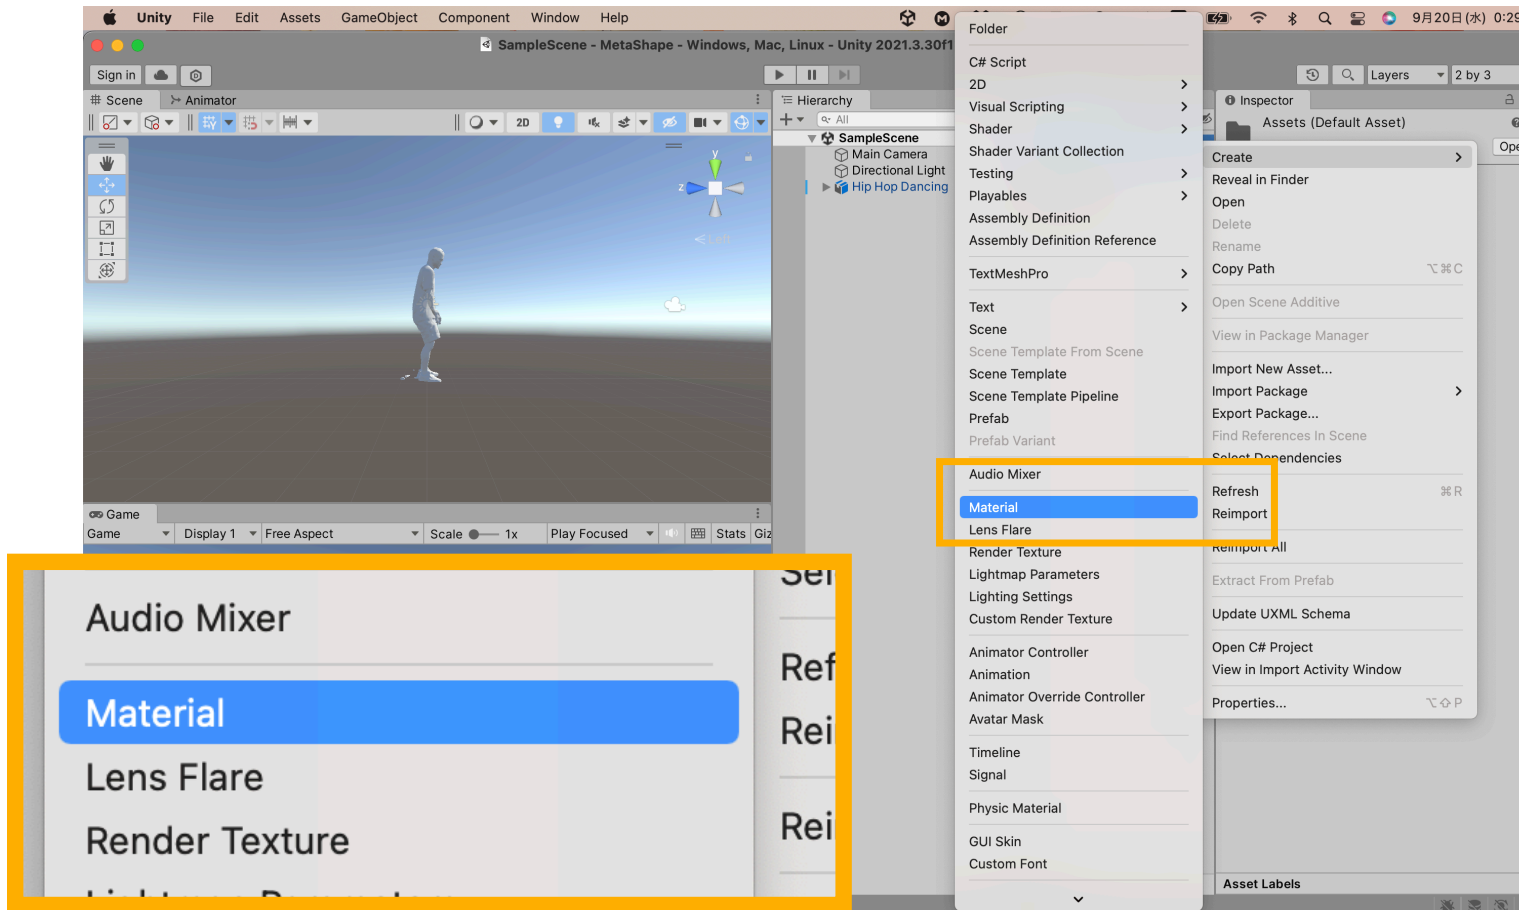 Unity File Edit Assets GameObject Component Window Help
9月20日(水) 0:29
SampleScene - MetaShape - Windows, Mac, Linux - Unity 2021.3.30f1
Sign in
Layers
2 by 3
Scene
Animator
2D
y
z
Hierarchy
All
SampleScene
Main Camera
Directional Light
Hip Hop Dancing
Inspector
Assets (Default Asset)
Folder
C# Script
2D
Visual Scripting
Shader
Shader Variant Collection
Testing
Playables
Assembly Definition
Assembly Definition Reference
TextMeshPro
Text
Scene
Scene Template From Scene
Scene Template
Scene Template Pipeline
Prefab
Prefab Variant
Audio Mixer
Material
Lens Flare
Render Texture
Lightmap Parameters
Lighting Settings
Custom Render Texture
Animator Controller
Animation
Animator Override Controller
Avatar Mask
Timeline
Signal
Physic Material
GUI Skin
Custom Font
Create
Reveal in Finder
Open
Delete
Rename
Copy Path ⌥⌘C
Open Scene Additive
View in Package Manager
Import New Asset...
Import Package
Export Package...
Find References In Scene
Select Dependencies
Refresh ⌘R
Reimport
Reimport All
Extract From Prefab
Update UXML Schema
Open C# Project
View in Import Activity Window
Properties... ⌥⇧P
Game
Game Display 1 Free Aspect Scale 1x Play Focused Stats Giz
Audio Mixer
Material
Lens Flare
Render Texture
Ref
Rei
Rei
Asset Labels